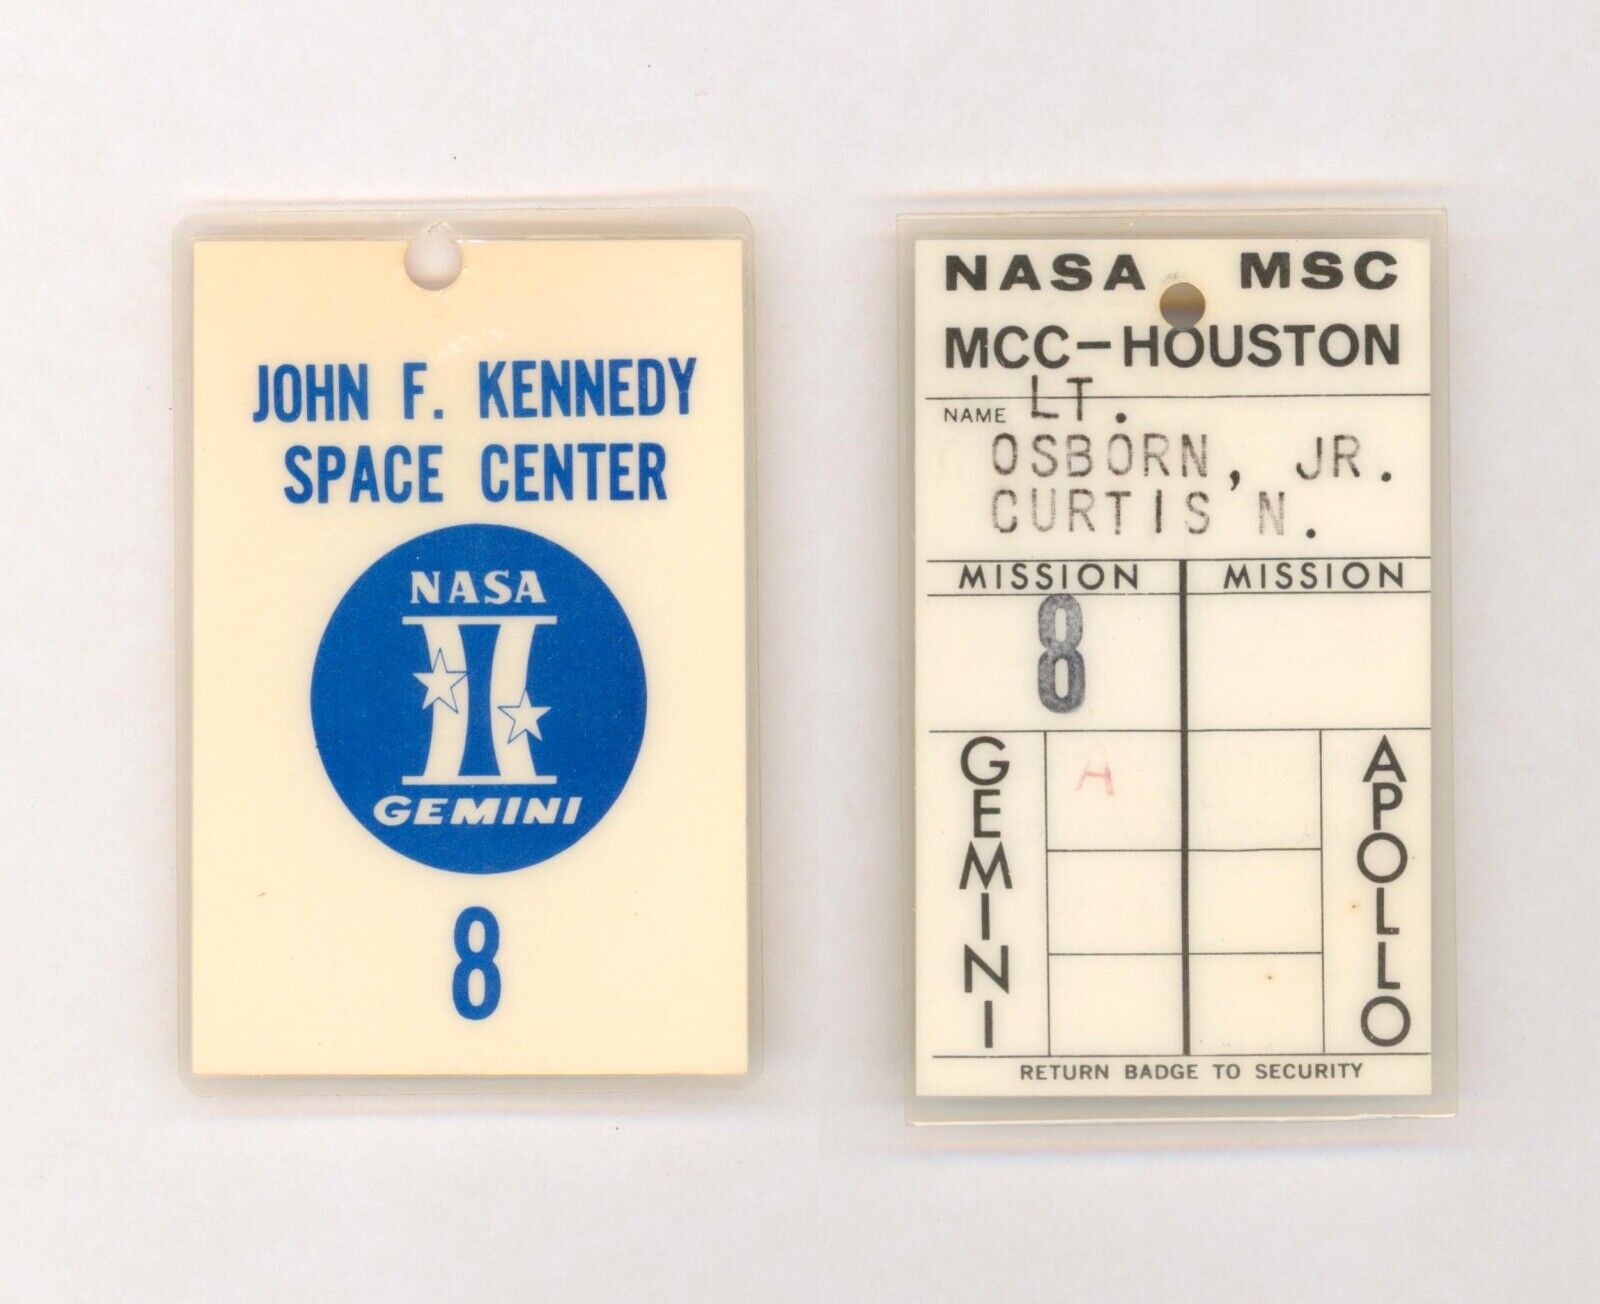 JOHN F. KENNEDY
SPACE CENTER
NASA
II
GEMINI
8
NASA MSC
MCC-HOUSTON
NAME LT.
OSBORN, JR.
CURTIS N.
MISSION MISSION
8
GEMINI
A
APOLLO
RETURN BADGE TO SECURITY